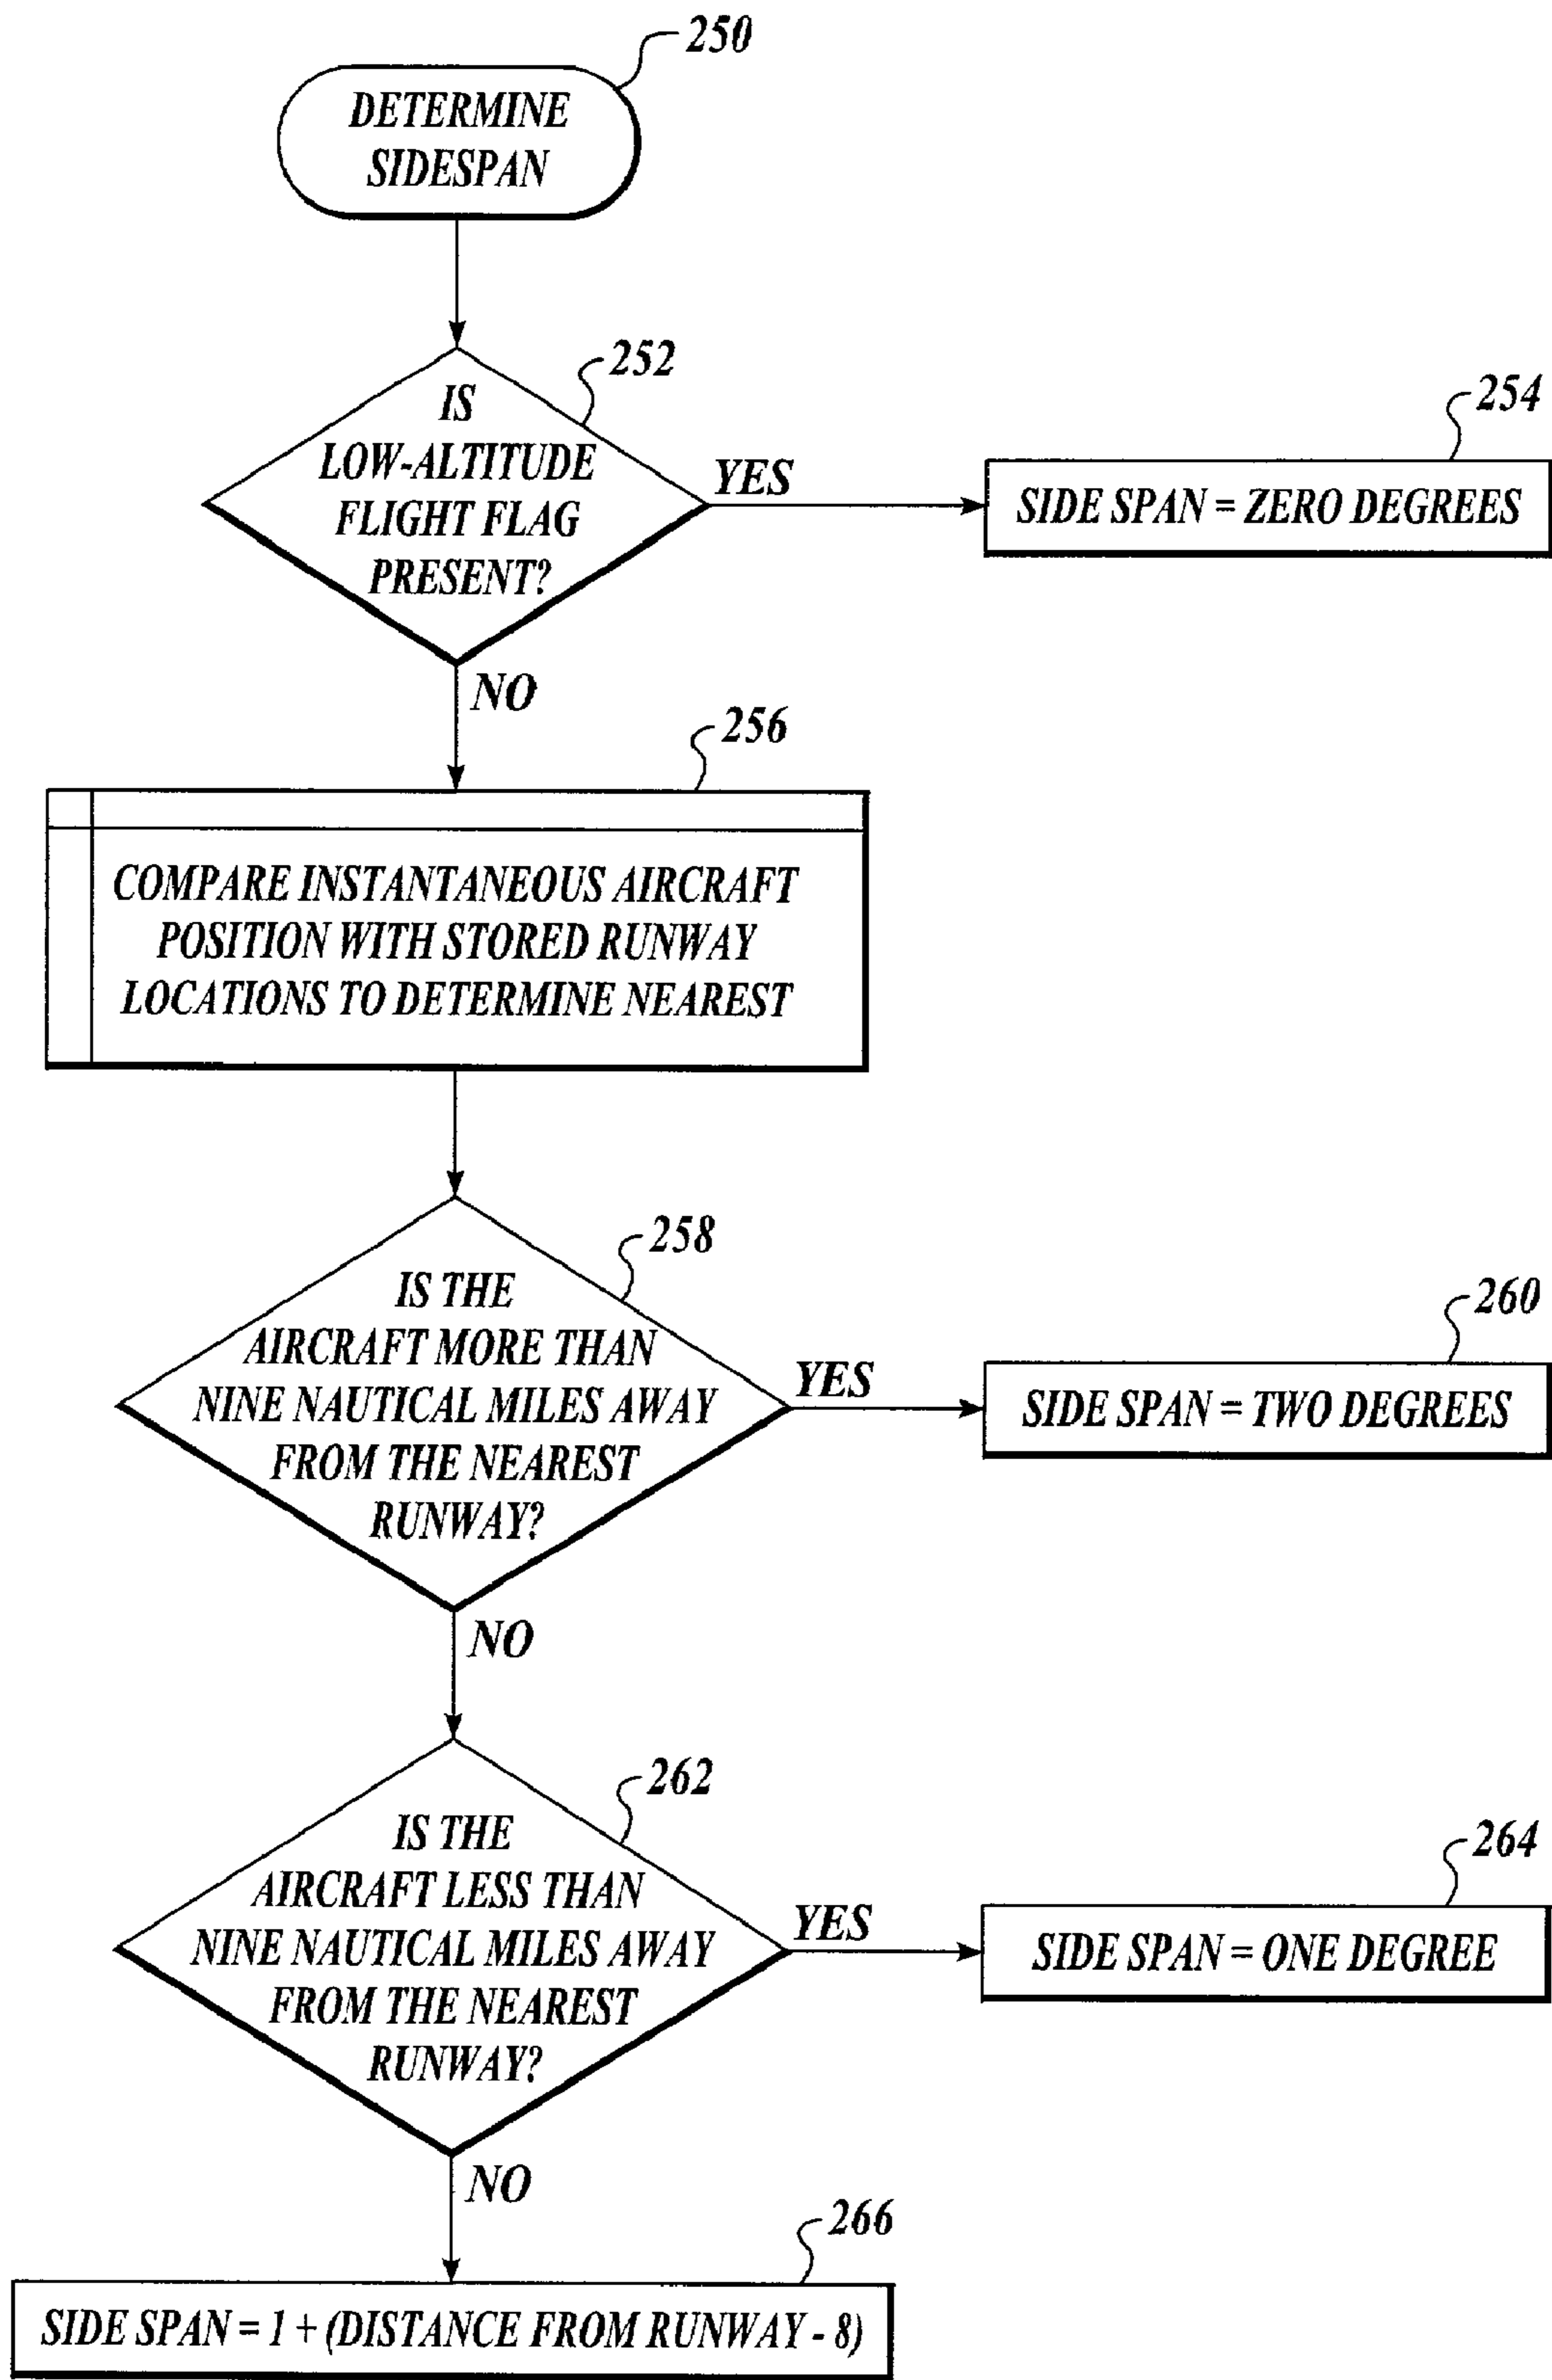 250
DETERMINE
SIDESPAN
252
IS
LOW-ALTITUDE
FLIGHT FLAG
PRESENT?
YES
254
SIDE SPAN = ZERO DEGREES
NO
256
COMPARE INSTANTANEOUS AIRCRAFT
POSITION WITH STORED RUNWAY
LOCATIONS TO DETERMINE NEAREST
258
IS THE
AIRCRAFT MORE THAN
NINE NAUTICAL MILES AWAY
FROM THE NEAREST
RUNWAY?
YES
260
SIDE SPAN = TWO DEGREES
NO
262
IS THE
AIRCRAFT LESS THAN
NINE NAUTICAL MILES AWAY
FROM THE NEAREST
RUNWAY?
YES
264
SIDE SPAN = ONE DEGREE
NO
266
SIDE SPAN = 1 + (DISTANCE FROM RUNWAY - 8)